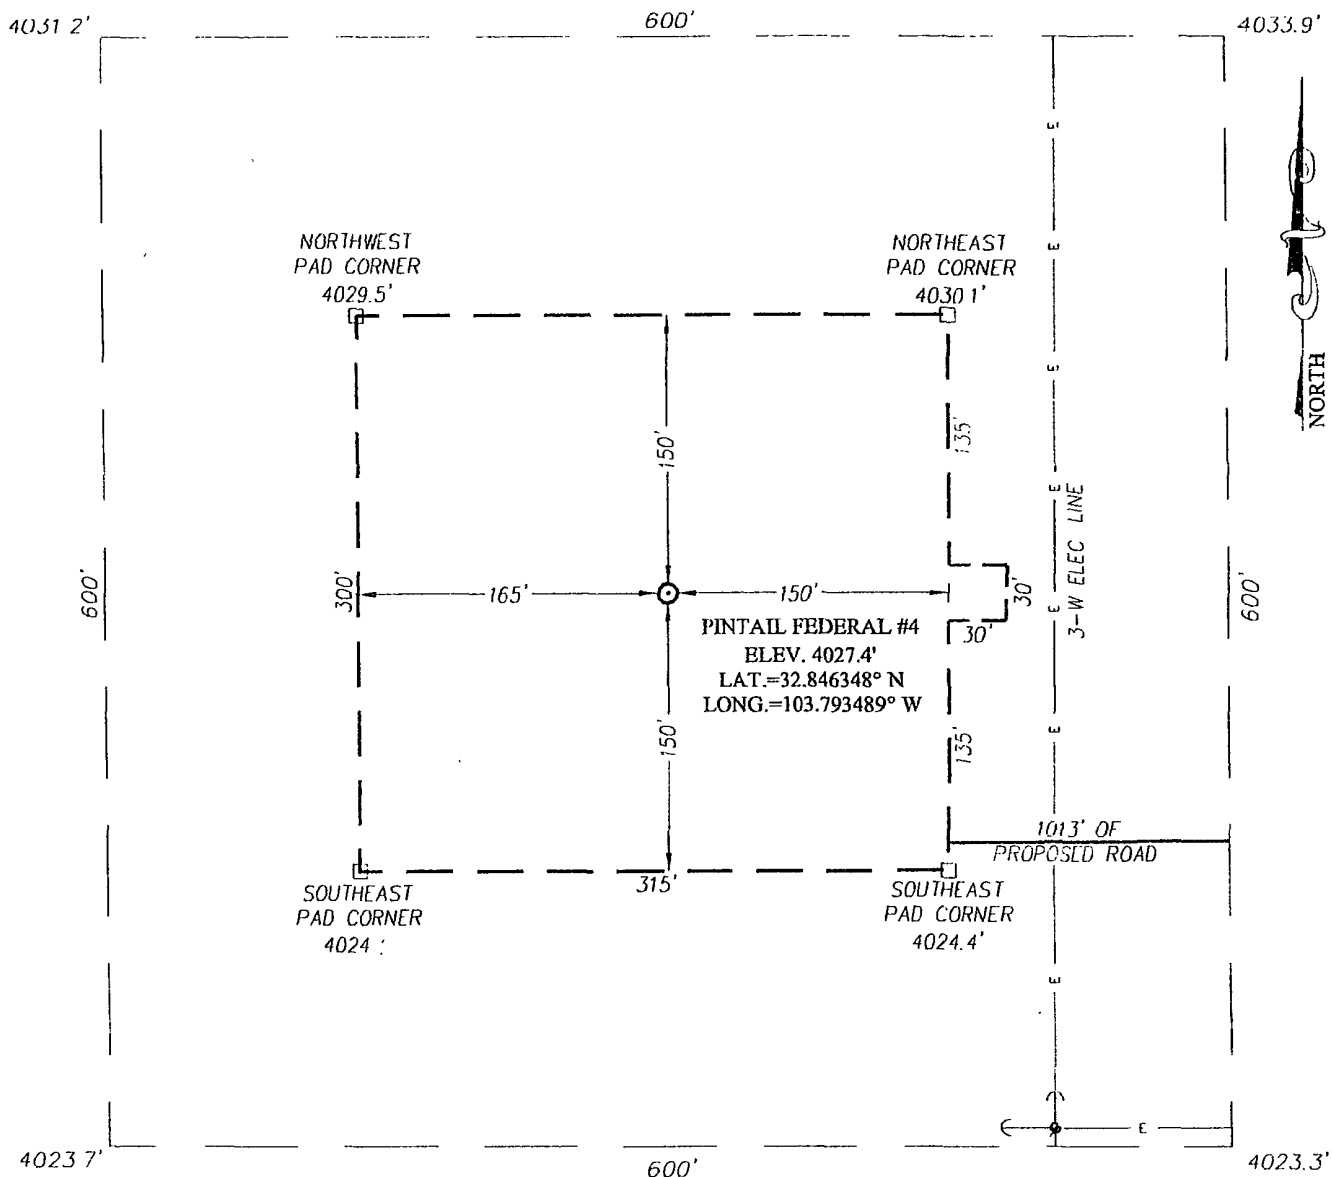 4031 2'
600'
4033.9'
NORTHWEST
PAD CORNER
4029.5'
NORTHEAST
PAD CORNER
4030 1'
E
E
E
E
E
E
E
150'
135'
3-W ELEC LINE
NORTH
600'
300'
165'
150'
30'
30'
600'
PINTAIL FEDERAL #4
ELEV. 4027.4'
LAT.=32.846348° N
LONG.=103.793489° W
150'
135'
1013' OF
PROPOSED ROAD
315'
SOUTHEAST
PAD CORNER
4024
SOUTHEAST
PAD CORNER
4024.4'
E
4023 7'
600'
4023.3'